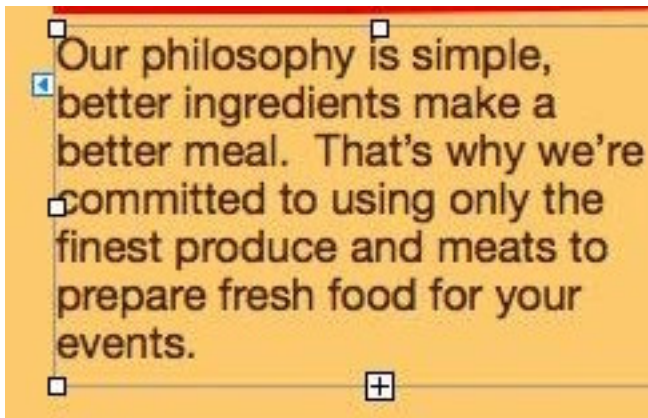 Our philosophy is simple,
better ingredients make a
better meal.  That’s why we’re
committed to using only the
finest produce and meats to
prepare fresh food for your
events.